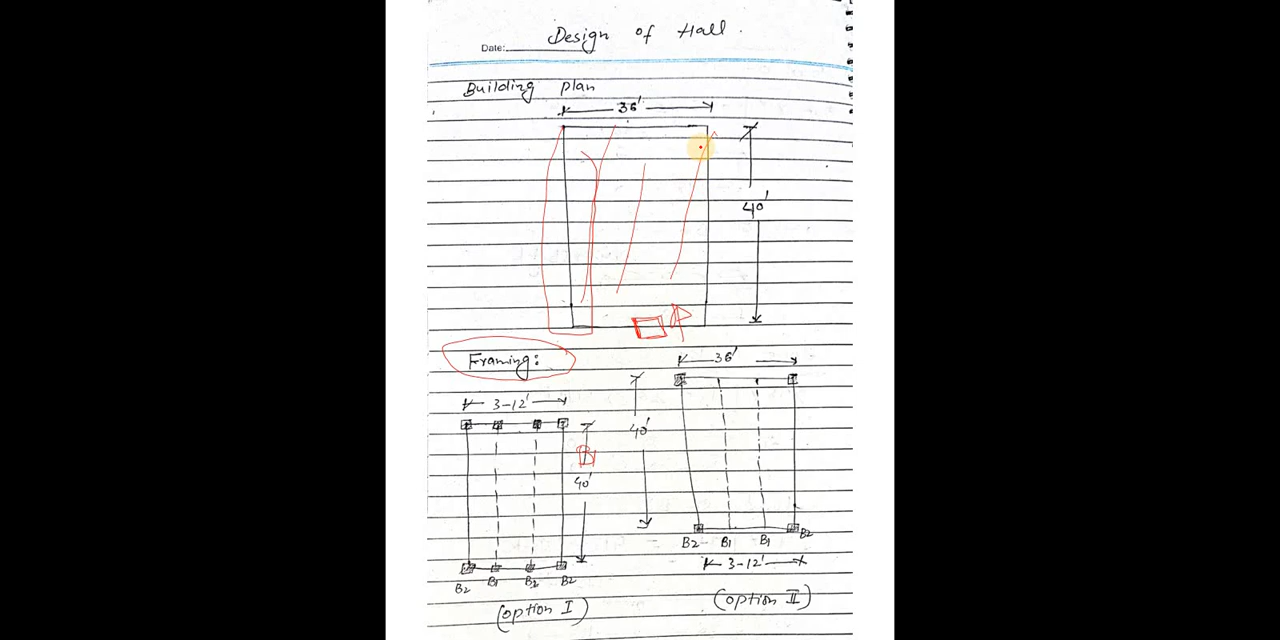 Design of Hall.
Date:
Building plan
36'
40'
Framing:
36'
3-12'
40'
B
40'
B2 B1 B1 B2
3-12'
B2 B1 B2 B2
(option I)
(option II)